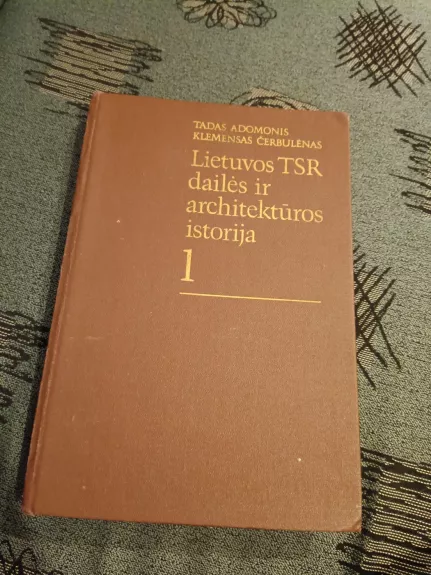 TADAS ADOMONIS
KLEMENSAS ČERBULĖNAS
Lietuvos TSR
dailės ir
architektūros
istorija
1